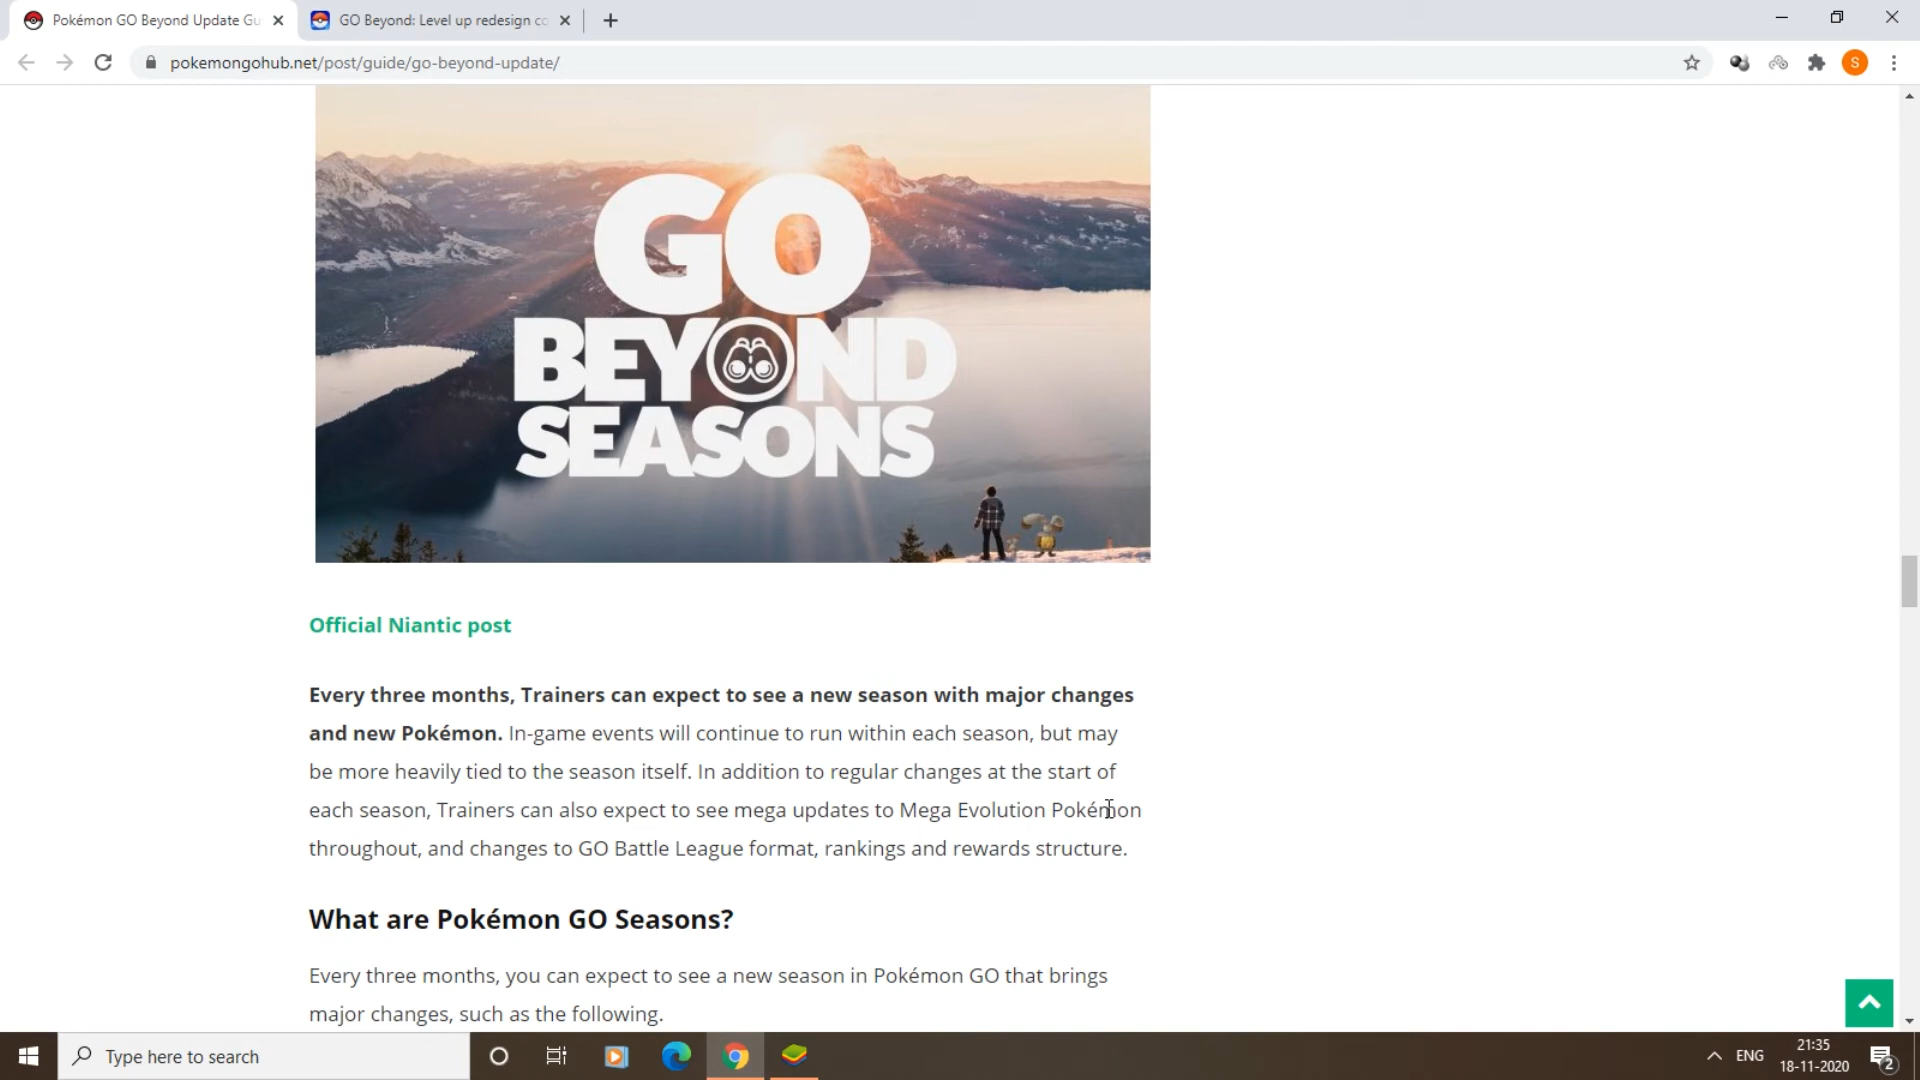 Pokémon GO Beyond Update Gu
GO Beyond: Level up redesign co
pokemongohub.net/post/guide/go-beyond-update/
S
GO
BEYOND
SEASONS
Official Niantic post
Every three months, Trainers can expect to see a new season with major changes
and new Pokémon. In-game events will continue to run within each season, but may
be more heavily tied to the season itself. In addition to regular changes at the start of
each season, Trainers can also expect to see mega updates to Mega Evolution Pokémon
throughout, and changes to GO Battle League format, rankings and rewards structure.
What are Pokémon GO Seasons?
Every three months, you can expect to see a new season in Pokémon GO that brings
major changes, such as the following.
Type here to search
ENG
21:35
18-11-2020
2